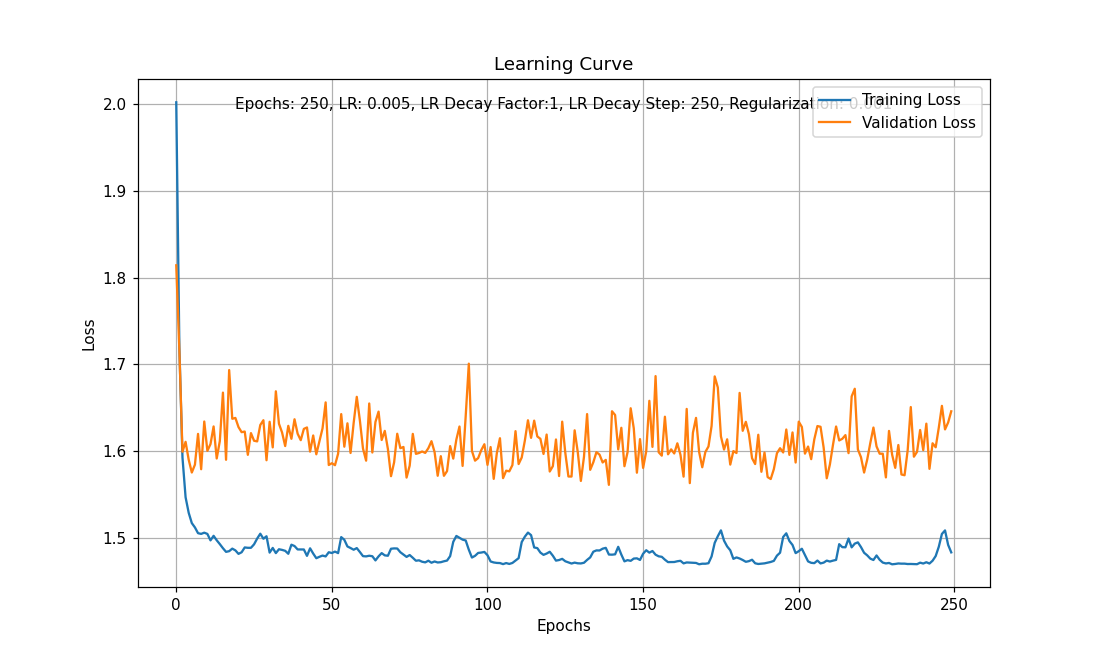 Learning Curve
Epochs: 250, LR: 0.005, LR Decay Factor:1, LR Decay Step: 250, Regularization: 0.001
Training Loss
Validation Loss
2.0
1.9
1.8
1.7
1.6
1.5
Loss
0 50 100 150 200 250
Epochs